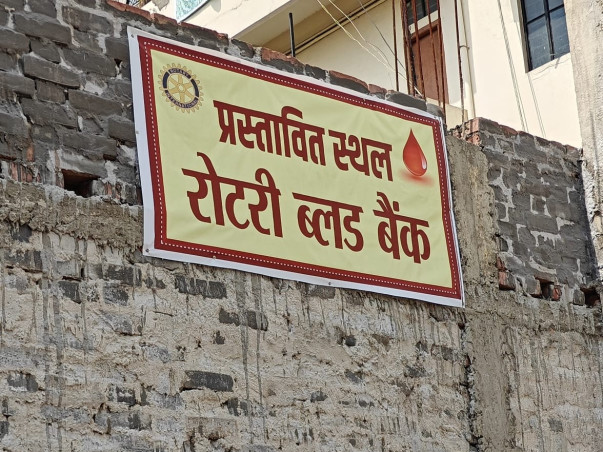 प्रस्तावित स्थल
रोटरी ब्लड बैंक